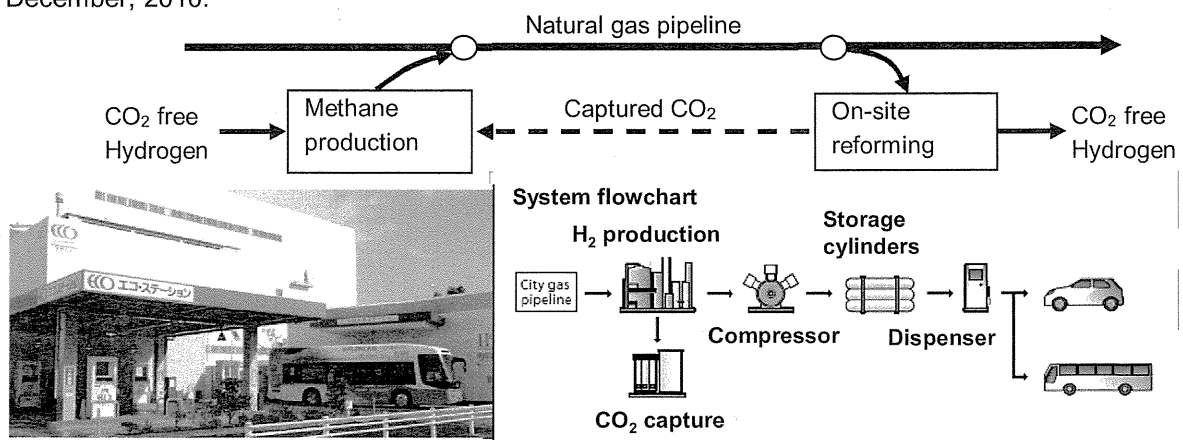 December, 2010.
Natural gas pipeline
CO₂ free
Hydrogen
Methane
production
Captured CO₂
On-site
reforming
CO₂ free
Hydrogen
エコ・ステーション
System flowchart
H₂ production
Storage
cylinders
City gas
pipeline
Compressor
Dispenser
CO₂ capture